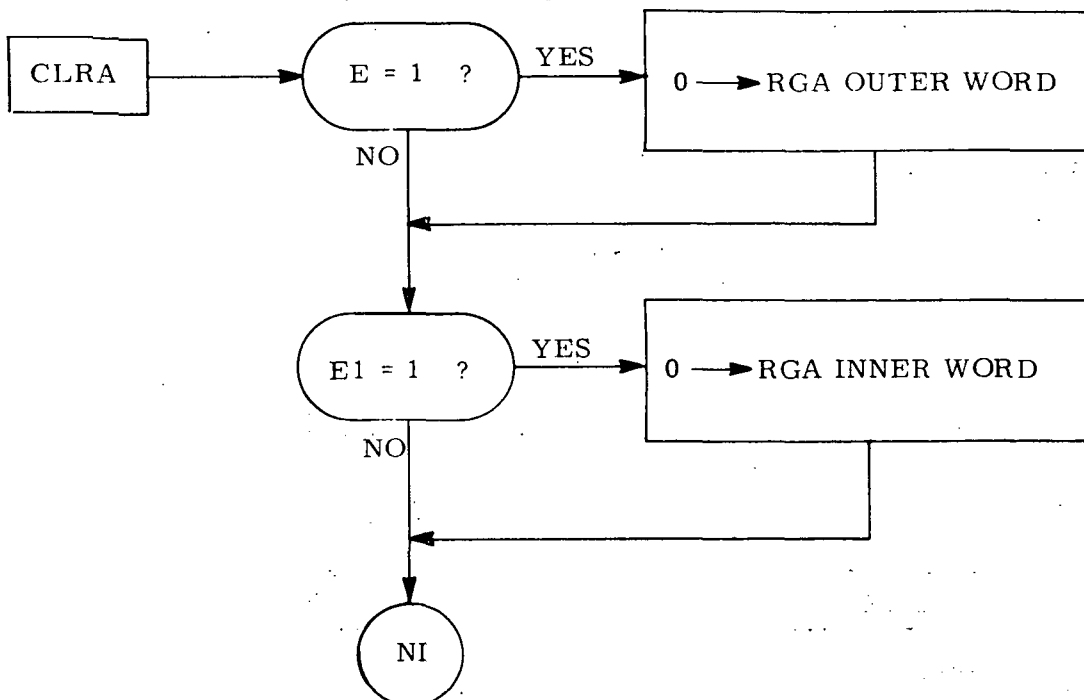 CLRA
E = 1 ?
YES
0 → RGA OUTER WORD
NO
E1 = 1 ?
YES
0 → RGA INNER WORD
NO
NI